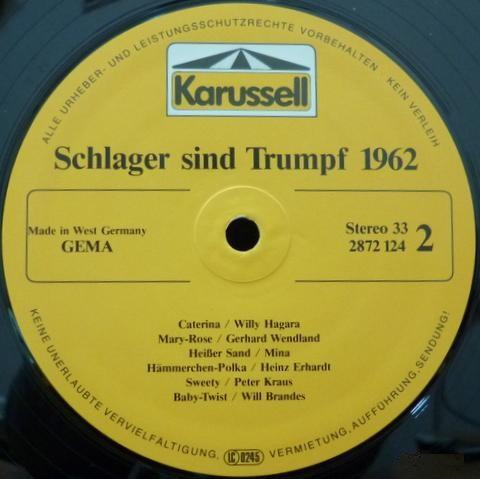 ALLE URHEBER- UND LEISTUNGSSCHUTZRECHTE VORBEHALTEN · KEIN VERLEIH
Karussell
Schlager sind Trumpf 1962
Made in West Germany
GEMA
Stereo 33
2872 124
2
Caterina / Willy Hagara
Mary-Rose / Gerhard Wendland
Heißer Sand / Mina
Hämmerchen-Polka / Heinz Erhardt
Sweety / Peter Kraus
Baby-Twist / Will Brandes
KEINE UNERLAUBTE VERVIELFÄLTIGUNG, VERMIETUNG, AUFFÜHRUNG, SENDUNG!
LC 0245